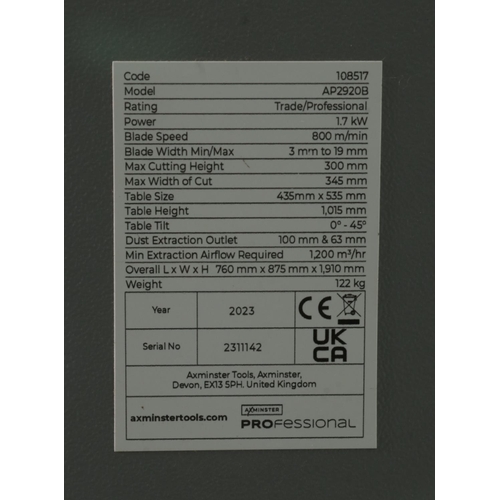 Code 108517
Model AP2920B
Rating Trade/Professional
Power 1.7 kW
Blade Speed 800 m/min
Blade Width Min/Max 3 mm to 19 mm
Max Cutting Height 300 mm
Max Width of Cut 345 mm
Table Size 435mm x 535 mm
Table Height 1,015 mm
Table Tilt 0° - 45°
Dust Extraction Outlet 100 mm & 63 mm
Min Extraction Airflow Required 1,200 m³/hr
Overall L x W x H 760 mm x 875 mm x 1,910 mm
Weight 122 kg
Year 2023 CE
Serial No 2311142 UK CA
Axminster Tools, Axminster,
Devon, EX13 5PH. United Kingdom
axminstertools.com AXMINSTER PROFESSIONAL